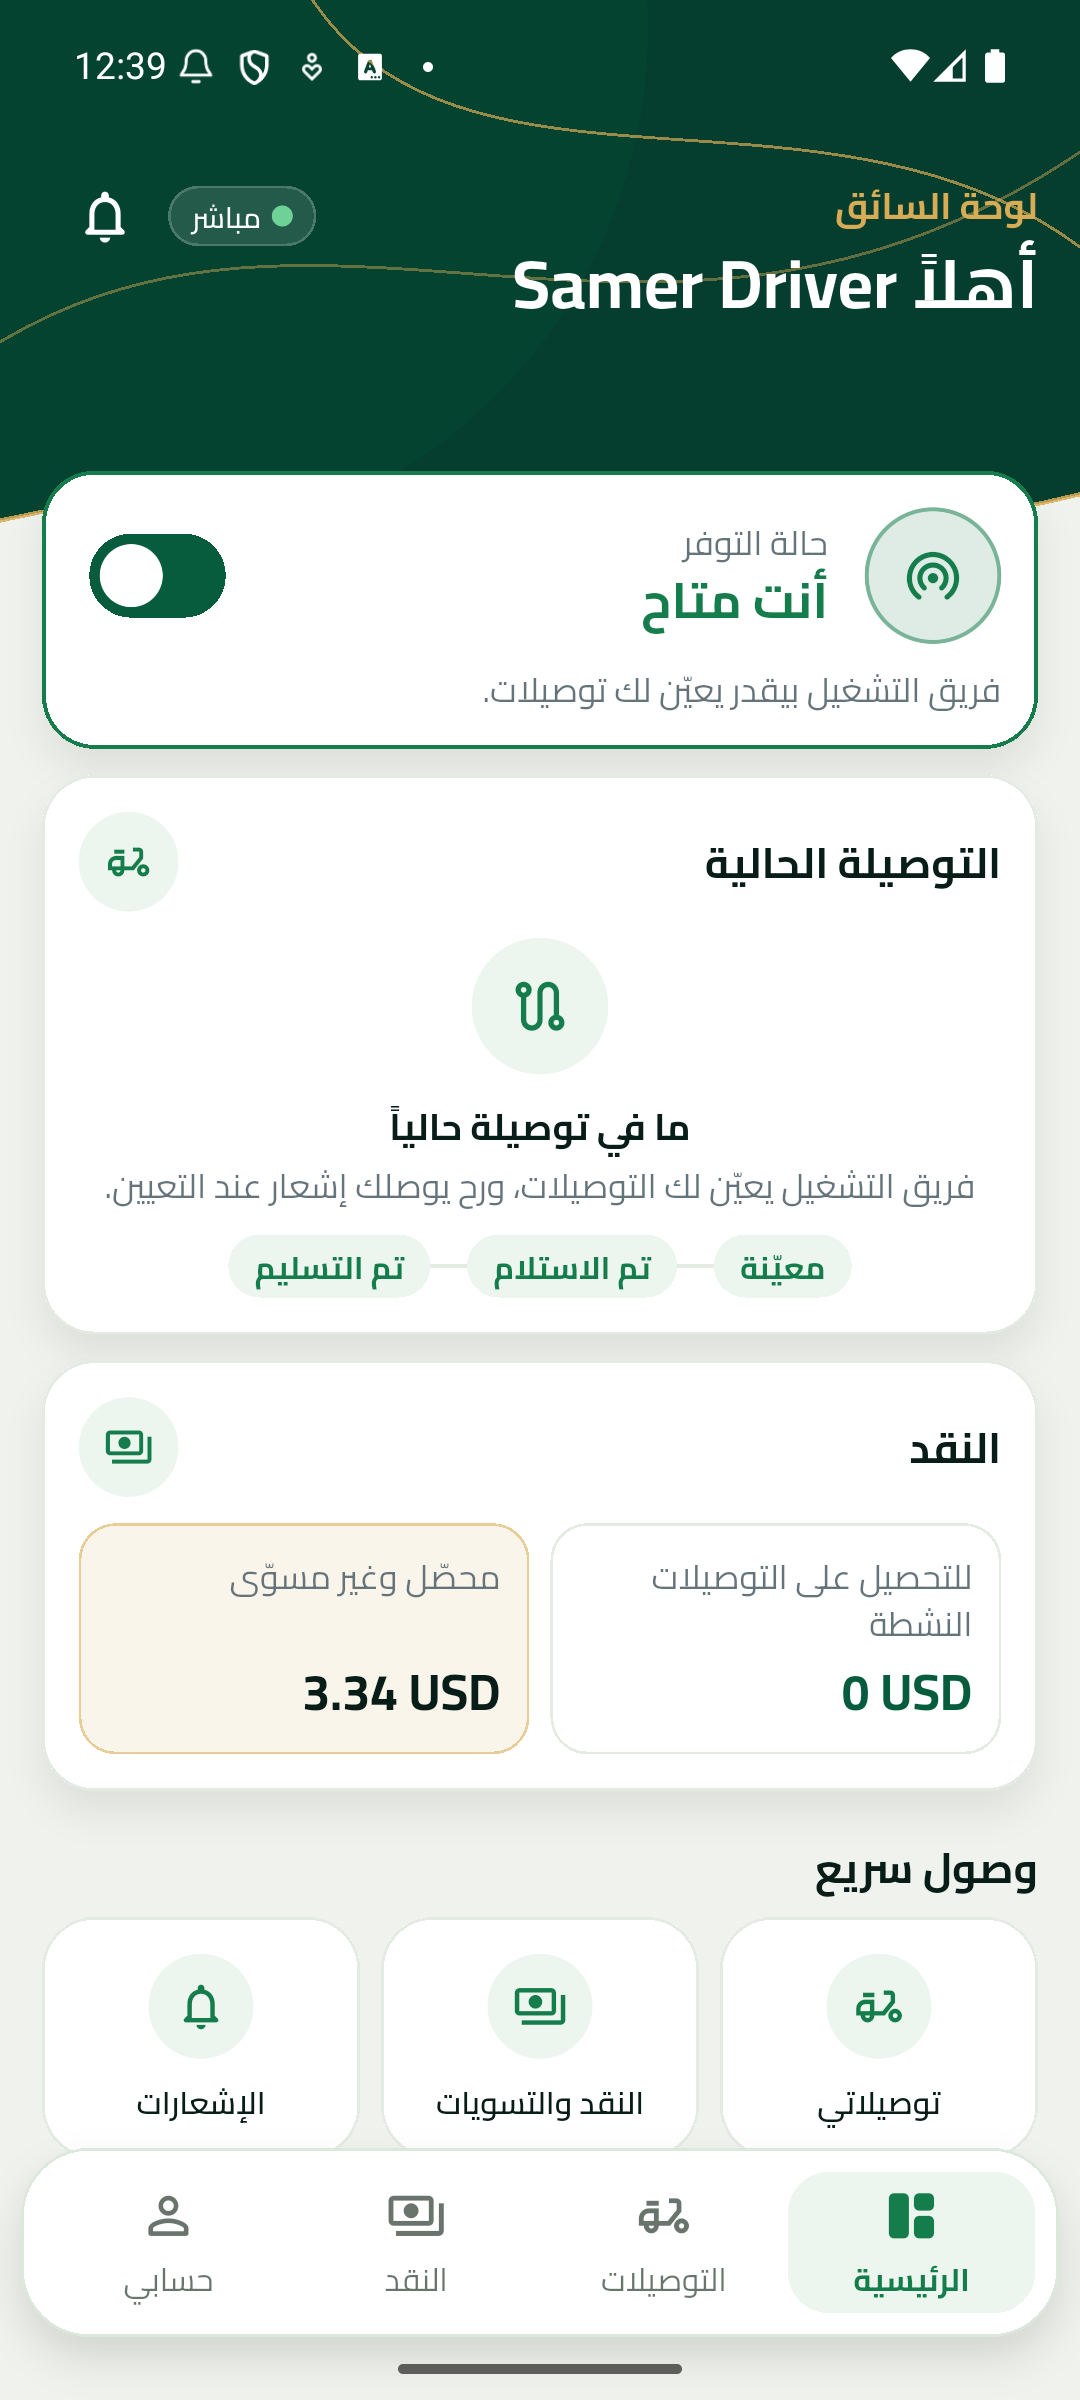 12:39
لوحة السائق
مباشر
أهلاً Samer Driver
حالة التوفر
أنت متاح
فريق التشغيل بيقدر يعيّن لك توصيلات.
التوصيلة الحالية
ما في توصيلة حالياً
فريق التشغيل يعيّن لك التوصيلات، ورح يوصلك إشعار عند التعيين.
معيّنة
تم الاستلام
تم التسليم
النقد
للتحصيل على التوصيلات
النشطة
0 USD
محصّل وغير مسوّى
3.34 USD
وصول سريع
توصيلاتي
النقد والتسويات
الإشعارات
الرئيسية
التوصيلات
النقد
حسابي